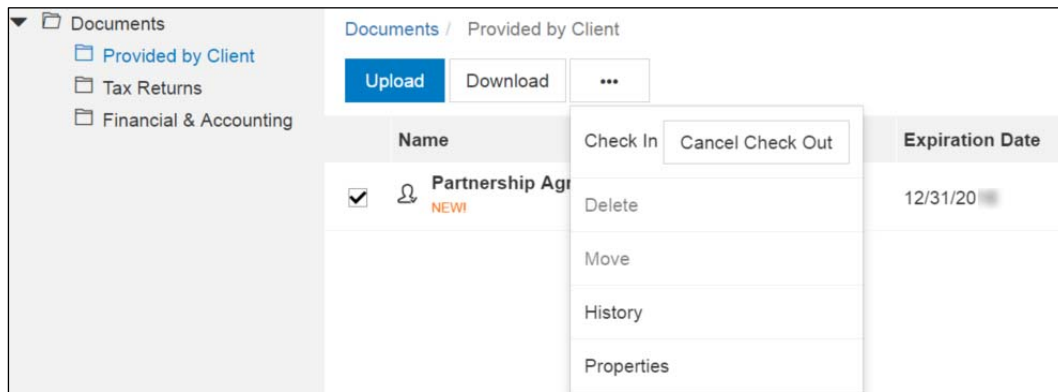 Documents
Provided by Client
Tax Returns
Financial & Accounting
Documents / Provided by Client
Upload Download •••
Name Expiration Date
Check In Cancel Check Out
Partnership Agr
NEW!
12/31/20
Delete
Move
History
Properties